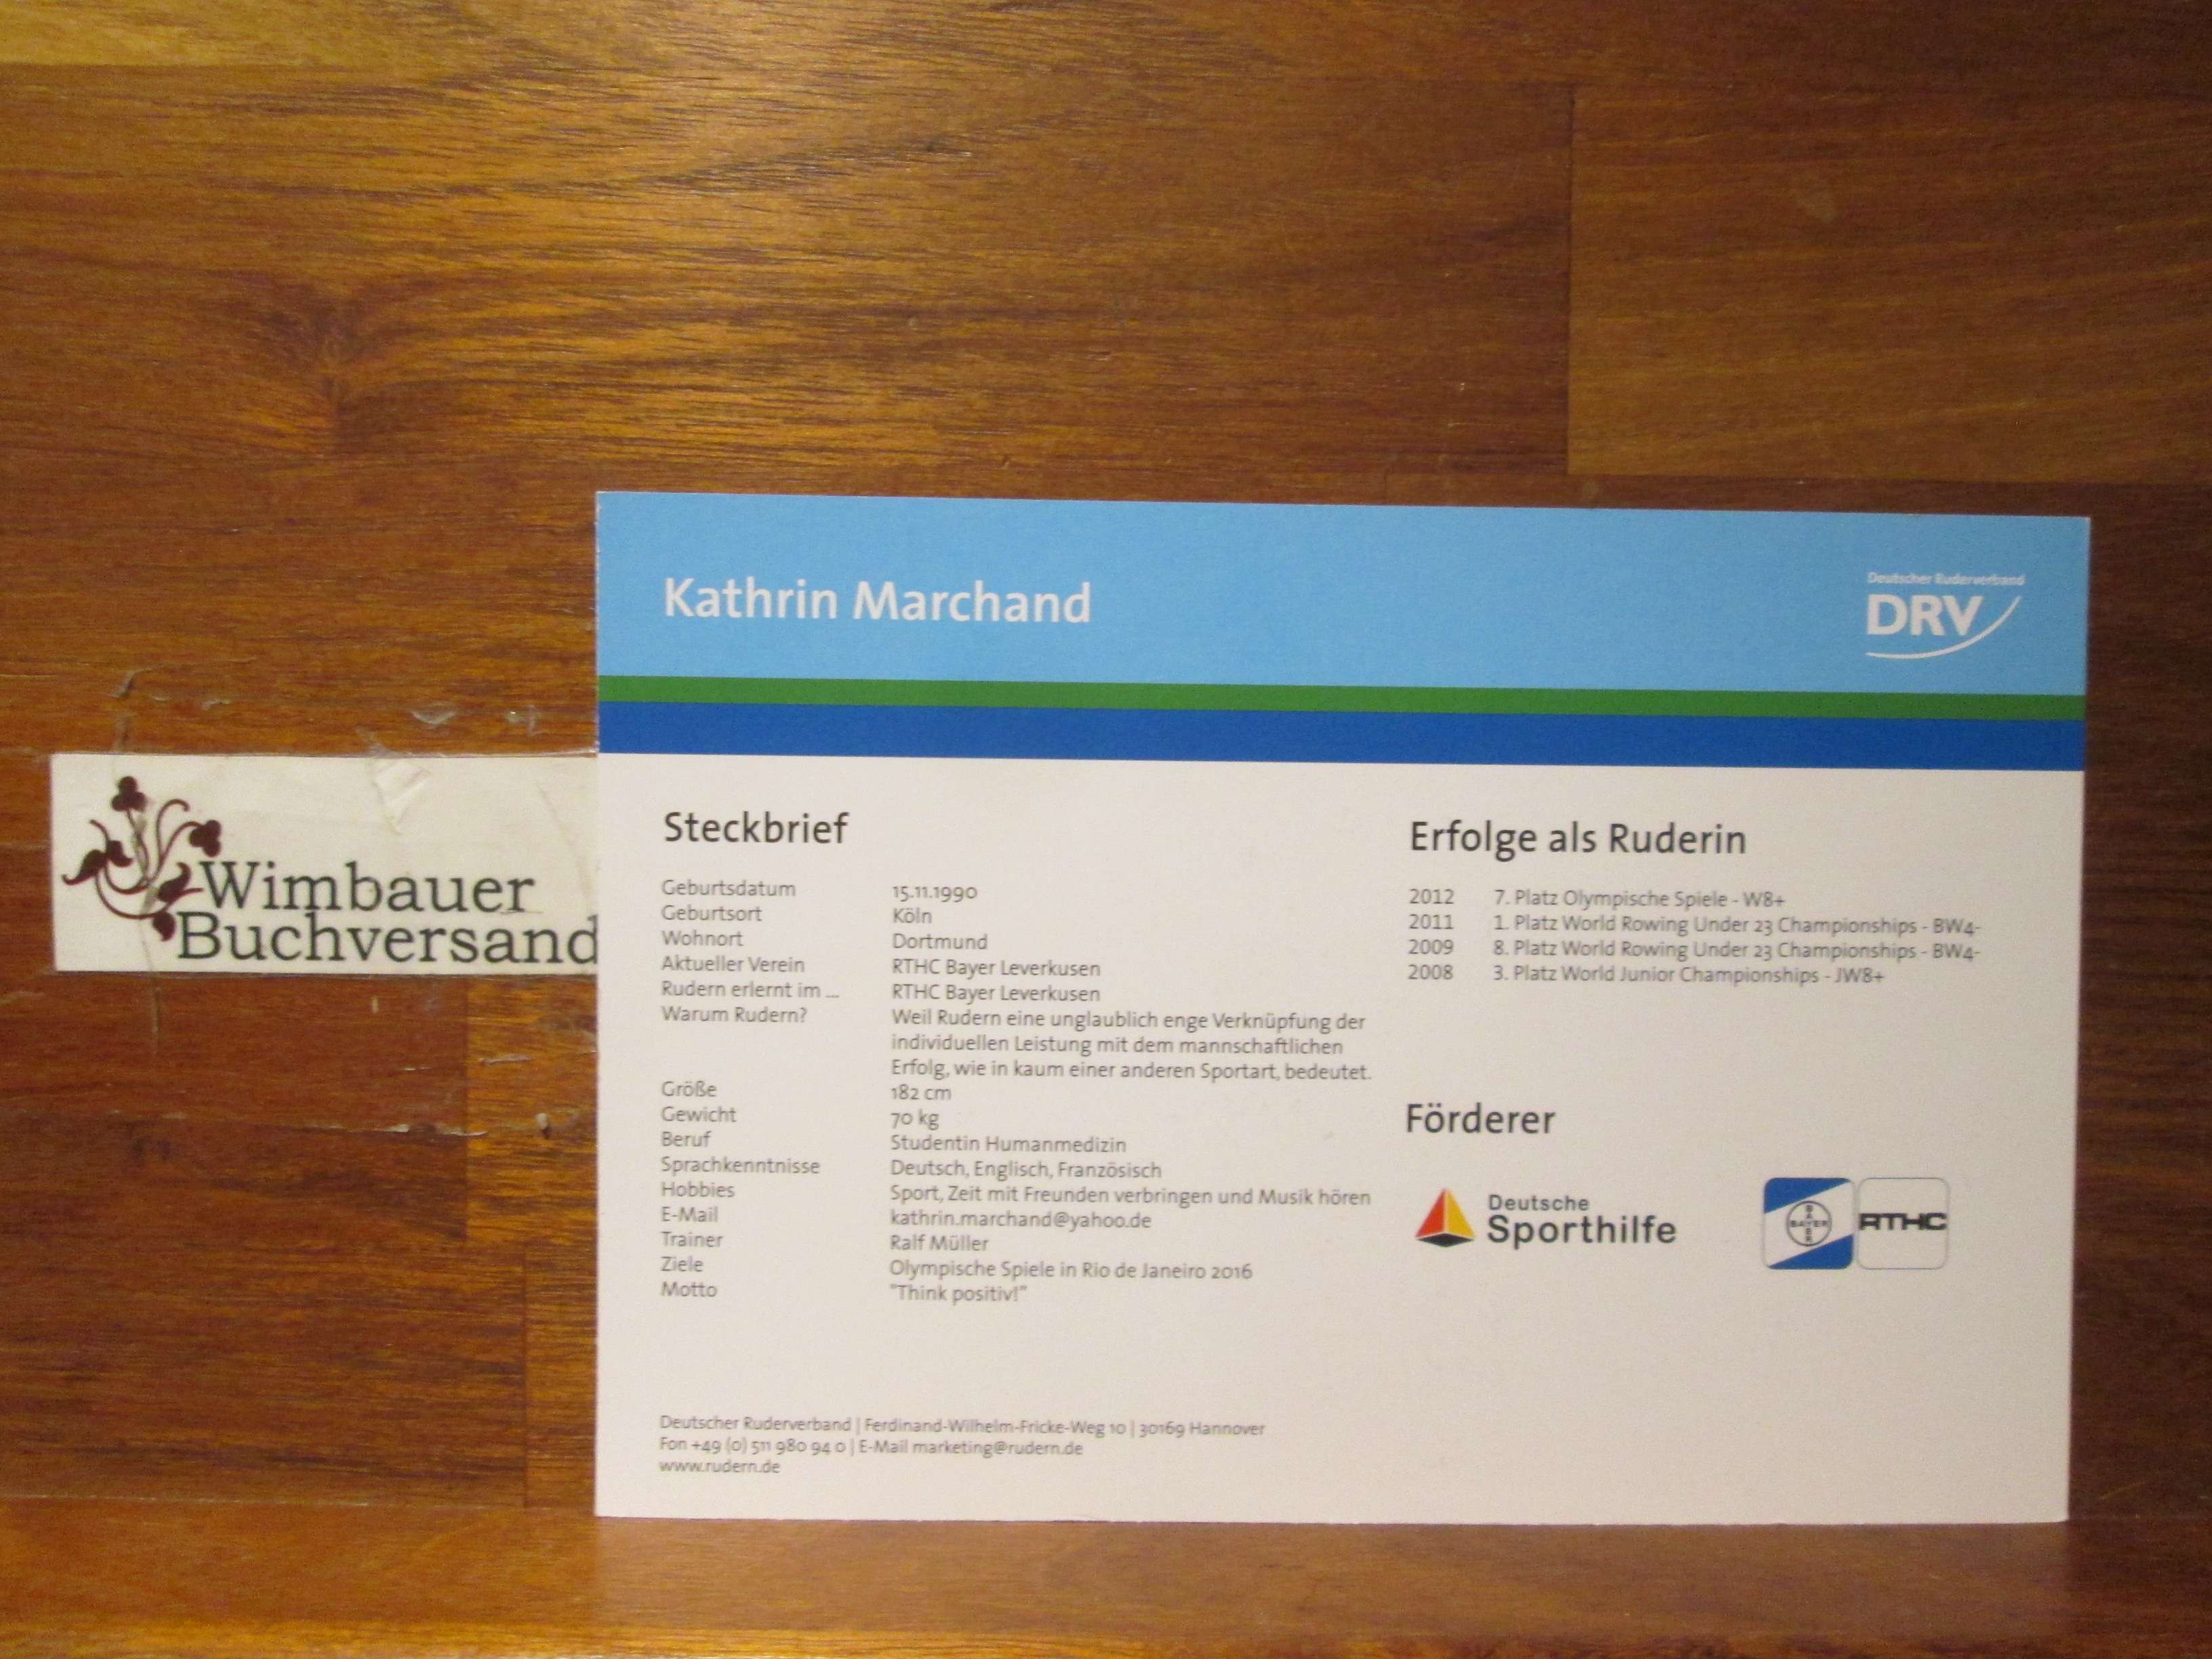 Kathrin Marchand
Deutscher Ruderverband
DRV
Wimbauer
Buchversand
Steckbrief
Geburtsdatum 15.11.1990
Geburtsort Köln
Wohnort Dortmund
Aktueller Verein RTHC Bayer Leverkusen
Rudern erlernt im ... RTHC Bayer Leverkusen
Warum Rudern? Weil Rudern eine unglaublich enge Verknüpfung der
individuellen Leistung mit dem mannschaftlichen
Erfolg, wie in kaum einer anderen Sportart, bedeutet.
Größe 182 cm
Gewicht 70 kg
Beruf Studentin Humanmedizin
Sprachkenntnisse Deutsch, Englisch, Französisch
Hobbies Sport, Zeit mit Freunden verbringen und Musik hören
E-Mail kathrin.marchand@yahoo.de
Trainer Ralf Müller
Ziele Olympische Spiele in Rio de Janeiro 2016
Motto "Think positiv!"
Erfolge als Ruderin
2012 7. Platz Olympische Spiele - W8+
2011 1. Platz World Rowing Under 23 Championships - BW4-
2009 8. Platz World Rowing Under 23 Championships - BW4-
2008 3. Platz World Junior Championships - JW8+
Förderer
Deutsche
Sporthilfe
BAYER
BAYER
RTHC
Deutscher Ruderverband | Ferdinand-Wilhelm-Fricke-Weg 10 | 30169 Hannover
Fon +49 (0) 511 980 94 0 | E-Mail marketing@rudern.de
www.rudern.de